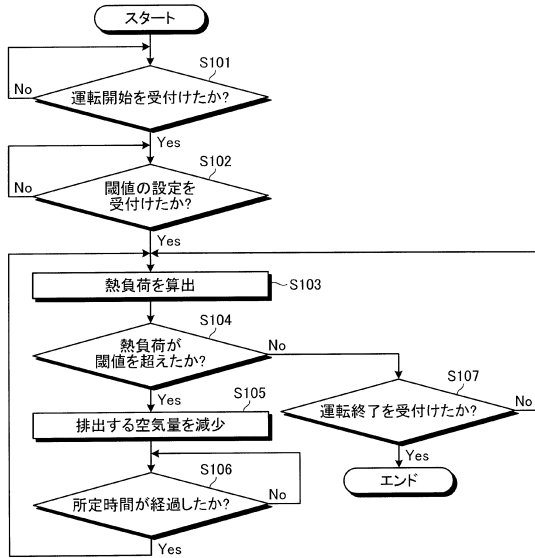 スタート
S101
運転開始を受付けたか?
No
Yes
S102
閾値の設定を
受付けたか?
No
Yes
熱負荷を算出
S103
S104
熱負荷が
閾値を超えたか?
No
Yes
S105
排出する空気量を減少
S106
所定時間が経過したか?
No
Yes
S107
運転終了を受付けたか?
No
Yes
エンド